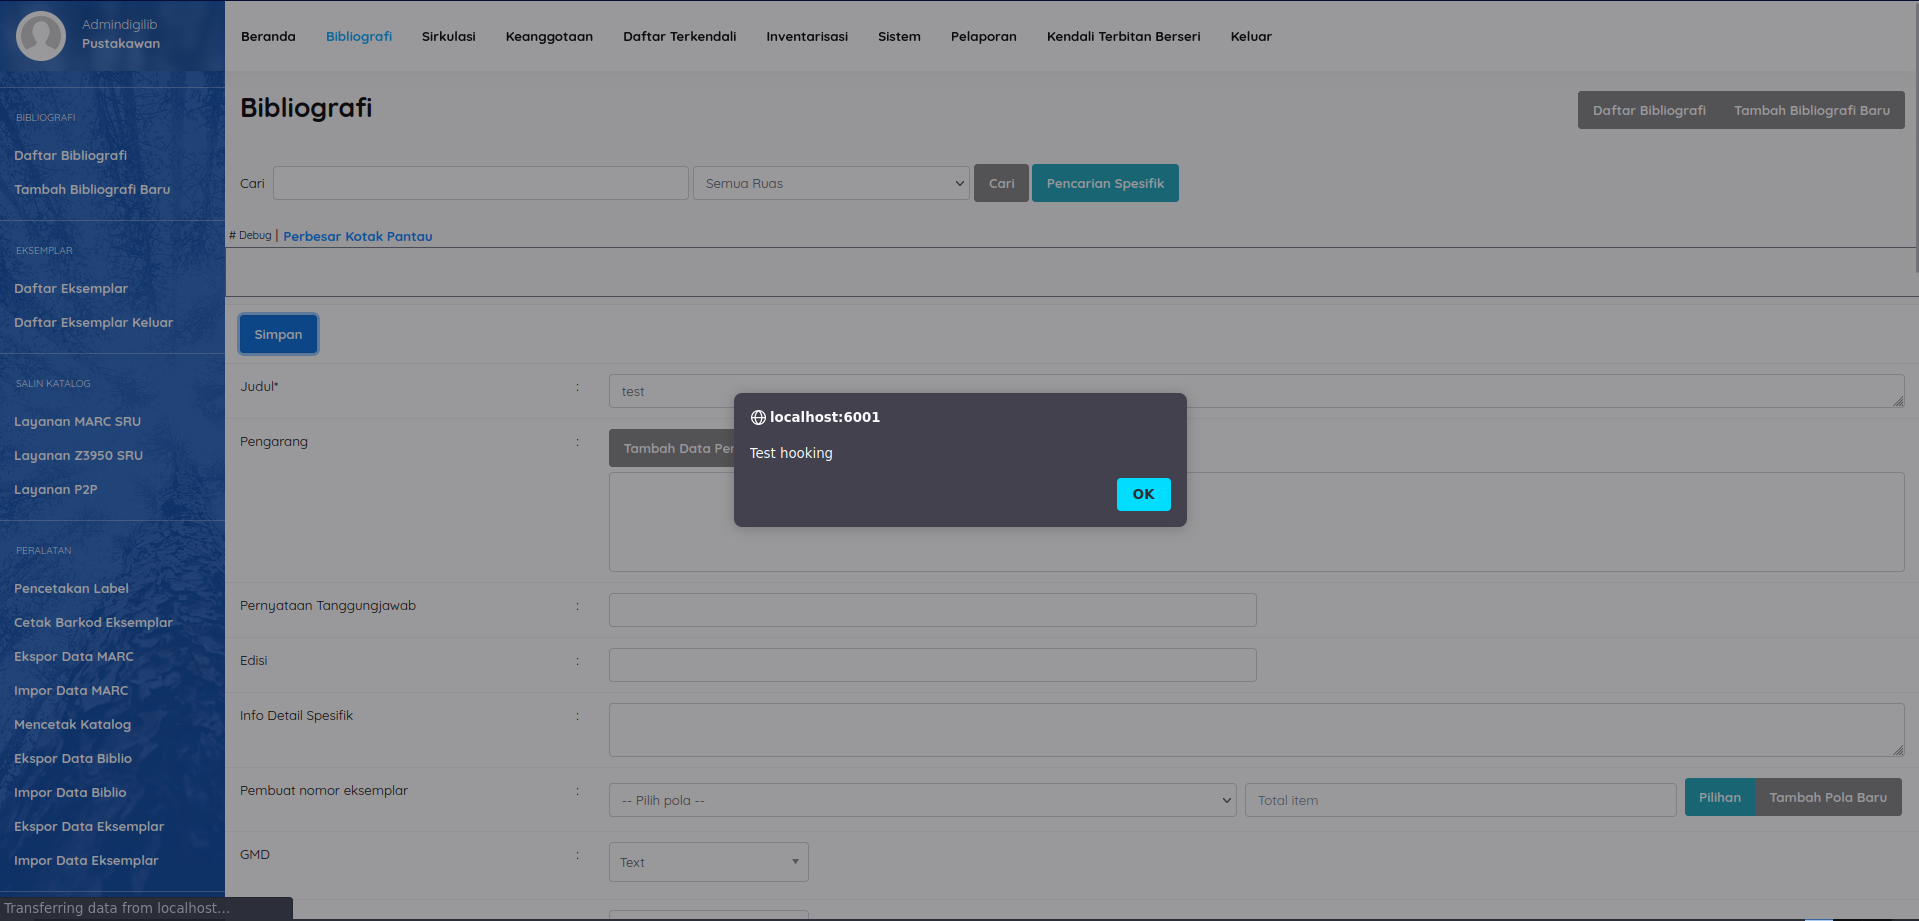 Admindigilib
Pustakawan
Beranda Bibliografi Sirkulasi Keanggotaan Daftar Terkendali Inventarisasi Sistem Pelaporan Kendali Terbitan Berseri Keluar
BIBLIOGRAFI
Daftar Bibliografi
Tambah Bibliografi Baru
EKSEMPLAR
Daftar Eksemplar
Daftar Eksemplar Keluar
SALIN KATALOG
Layanan MARC SRU
Layanan Z3950 SRU
Layanan P2P
PERALATAN
Pencetakan Label
Cetak Barkod Eksemplar
Ekspor Data MARC
Impor Data MARC
Mencetak Katalog
Ekspor Data Biblio
Impor Data Biblio
Ekspor Data Eksemplar
Impor Data Eksemplar
Transferring data from localhost...
Bibliografi
Daftar Bibliografi Tambah Bibliografi Baru
Cari Semua Ruas Cari Pencarian Spesifik
# Debug | Perbesar Kotak Pantau
Simpan
Judul* : test
Pengarang : Tambah Data Per
localhost:6001
Test hooking
OK
Pernyataan Tanggungjawab :
Edisi :
Info Detail Spesifik :
Pembuat nomor eksemplar : -- Pilih pola -- Total item Pilihan Tambah Pola Baru
GMD : Text